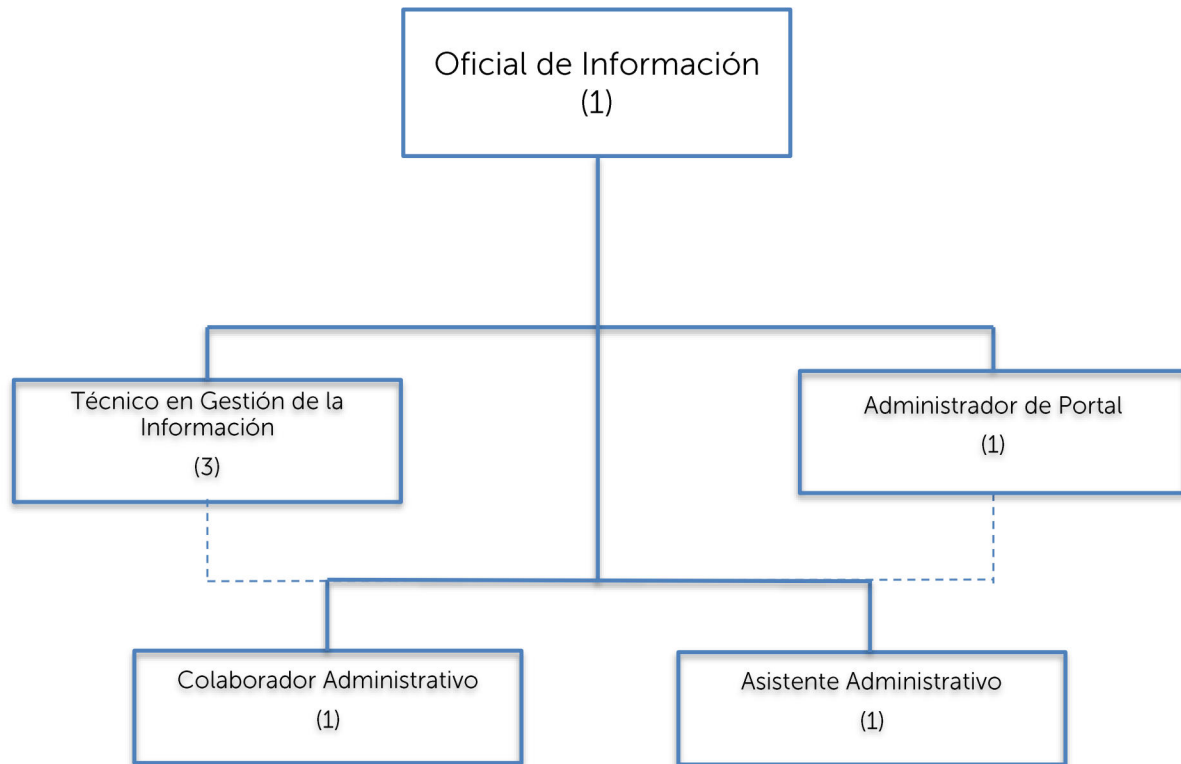 Oficial de Información
(1)
Técnico en Gestión de la
Información
(3)
Administrador de Portal
(1)
Colaborador Administrativo
(1)
Asistente Administrativo
(1)